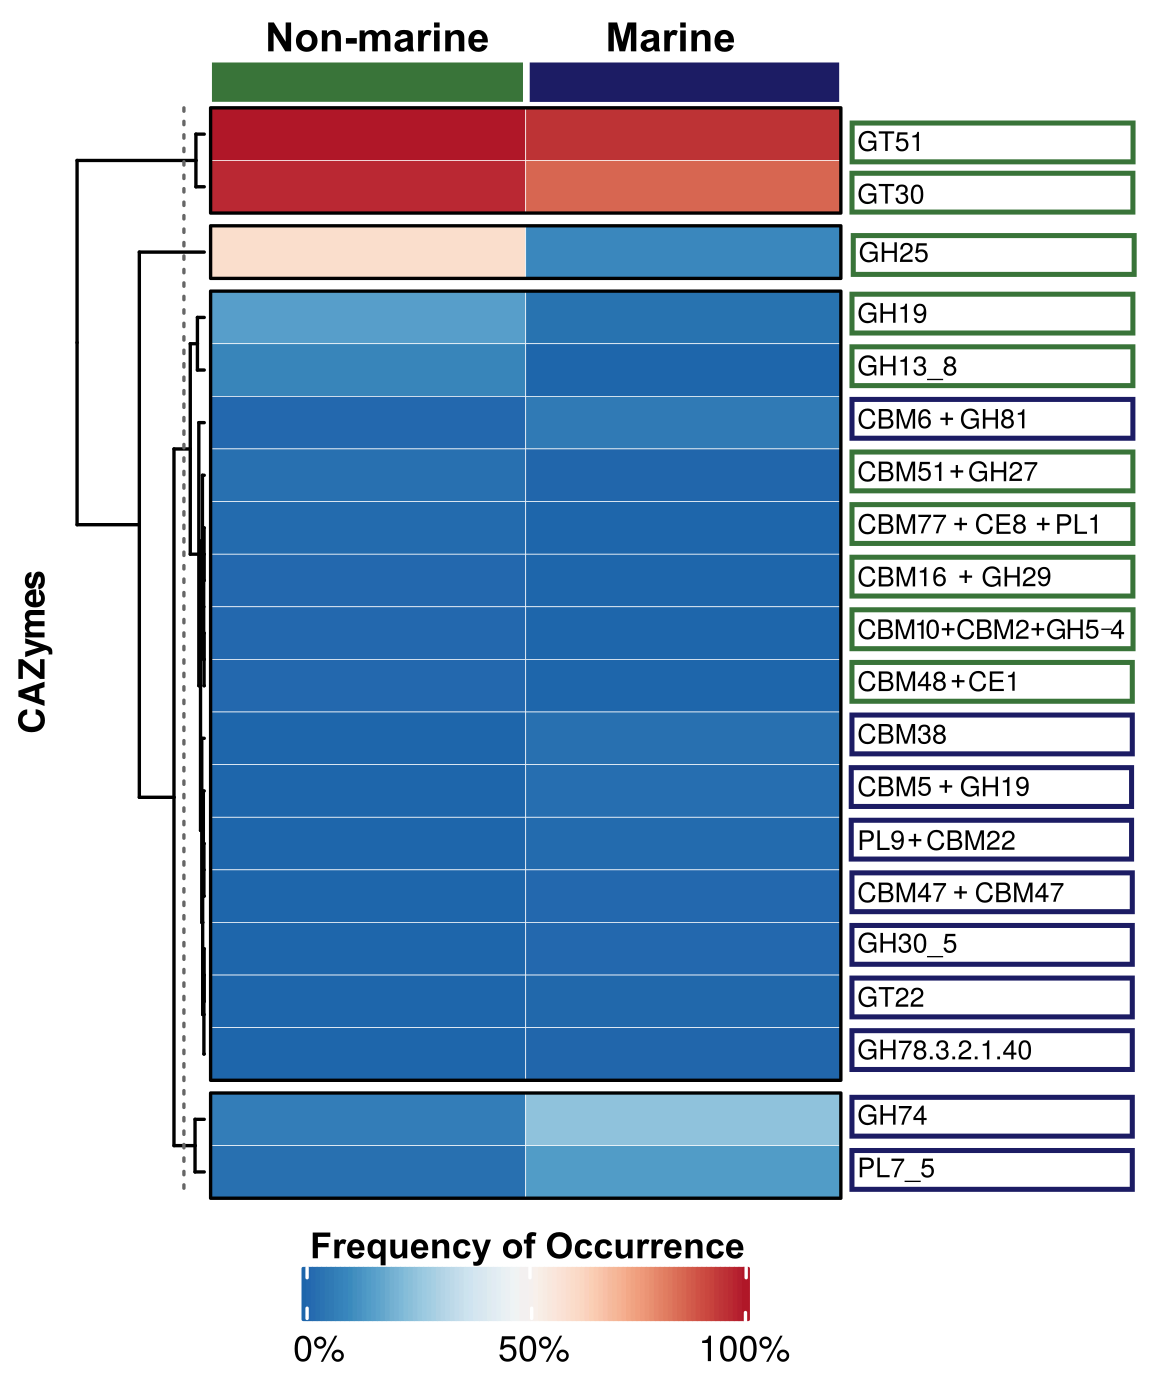 Non-marine Marine
GT51
GT30
GH25
GH19
GH13_8
CBM6 + GH81
CBM51+GH27
CBM77 + CE8 +PL1
CBM16 + GH29
CBM10+CBM2+GH5-4
CBM48+CE1
CBM38
CBM5 + GH19
PL9+CBM22
CBM47 + CBM47
GH30_5
GT22
GH78.3.2.1.40
GH74
PL7_5
CAZymes
Frequency of Occurrence
0% 50% 100%